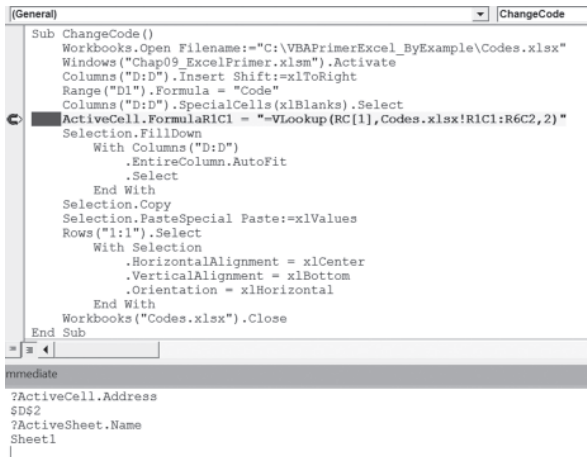 (General)
ChangeCode
Sub ChangeCode()
Workbooks.Open Filename:="C:\VBAPrimerExcel_ByExample\Codes.xlsx"
Windows("Chap09_ExcelPrimer.xlsm").Activate
Columns("D:D").Insert Shift:=xlToRight
Range("D1").Formula = "Code"
Columns("D:D").SpecialCells(xlBlanks).Select
ActiveCell.FormulaR1C1 = "=VLookup(RC[1],Codes.xlsx!R1C1:R6C2,2)"
Selection.FillDown
With Columns("D:D")
.EntireColumn.AutoFit
.Select
End With
Selection.Copy
Selection.PasteSpecial Paste:=xlValues
Rows("1:1").Select
With Selection
.HorizontalAlignment = xlCenter
.VerticalAlignment = xlBottom
.Orientation = xlHorizontal
End With
Workbooks("Codes.xlsx").Close
End Sub
mmediate
?ActiveCell.Address
$D$2
?ActiveSheet.Name
Sheet1